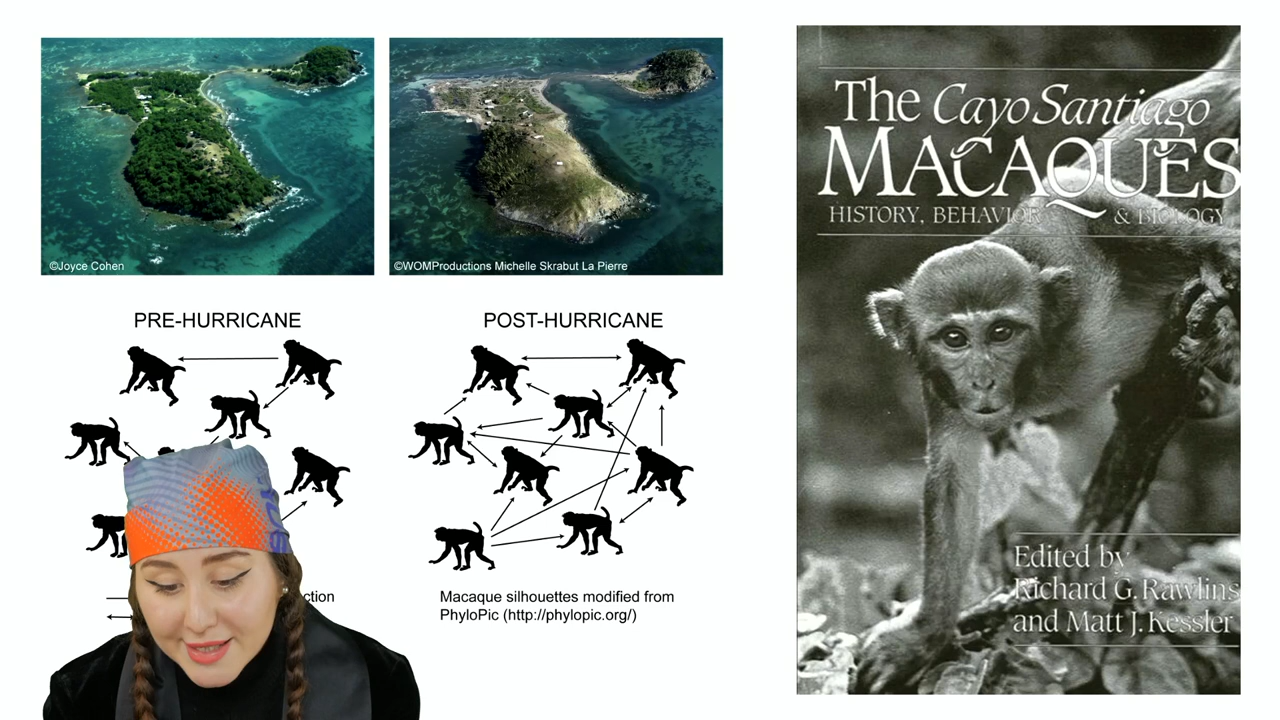 ©Joyce Cohen
©WOMProductions Michelle Skrabut La Pierre
PRE-HURRICANE
POST-HURRICANE
ction
Macaque silhouettes modified from
PhyloPic (http://phylopic.org/)
The Cayo Santiago
MACAQUES
HISTORY, BEHAVIOR & BIOLOGY
Edited by
Richard G. Rawlins
and Matt J. Kessler